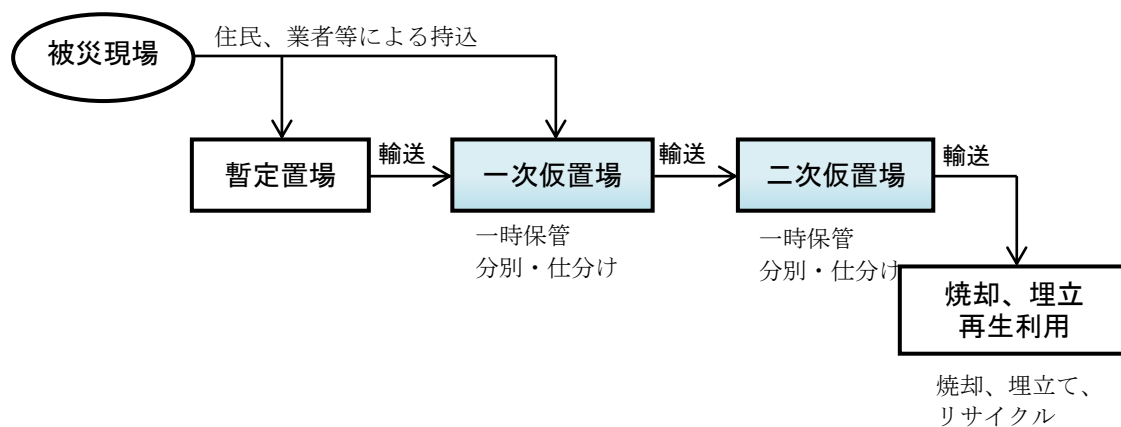 被災現場
住民、業者等による持込
暫定置場
輸送
一次仮置場
輸送
二次仮置場
輸送
一時保管
分別・仕分け
一時保管
分別・仕分け
焼却、埋立
再生利用
焼却、埋立て、
リサイクル